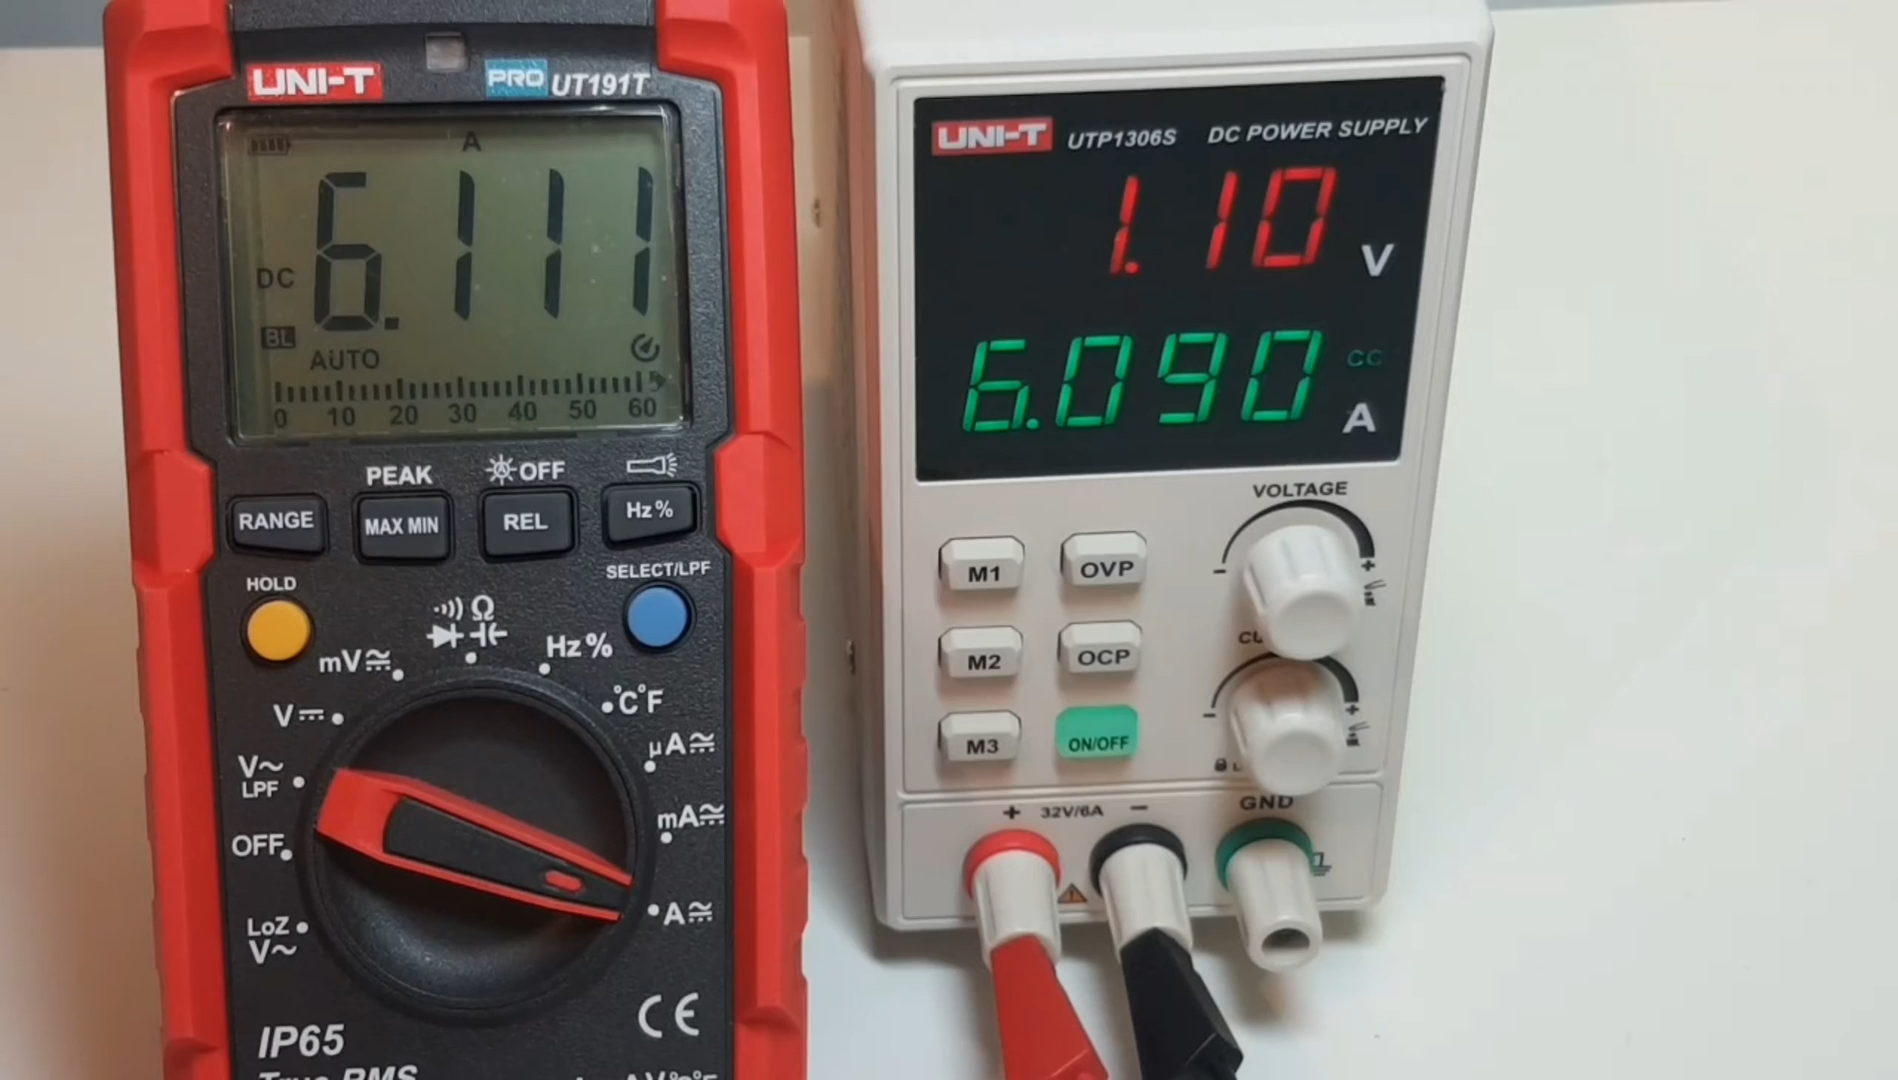 UNI-T PRO UT191T
A
6.111
DC
BL
AUTO
0 10 20 30 40 50 60
PEAK OFF
RANGE MAX MIN REL Hz%
HOLD SELECT/LPF
Ω
mV Hz%
V °C°F
V~ LPF µA
OFF mA
LoZ V~ A
CE
IP65
True RMS
UNI-T UTP1306S DC POWER SUPPLY
1.10 V
6.090 CC A
VOLTAGE
- +
M1 OVP
M2 OCP
M3 ON/OFF
- +
+ 32V/6A - GND